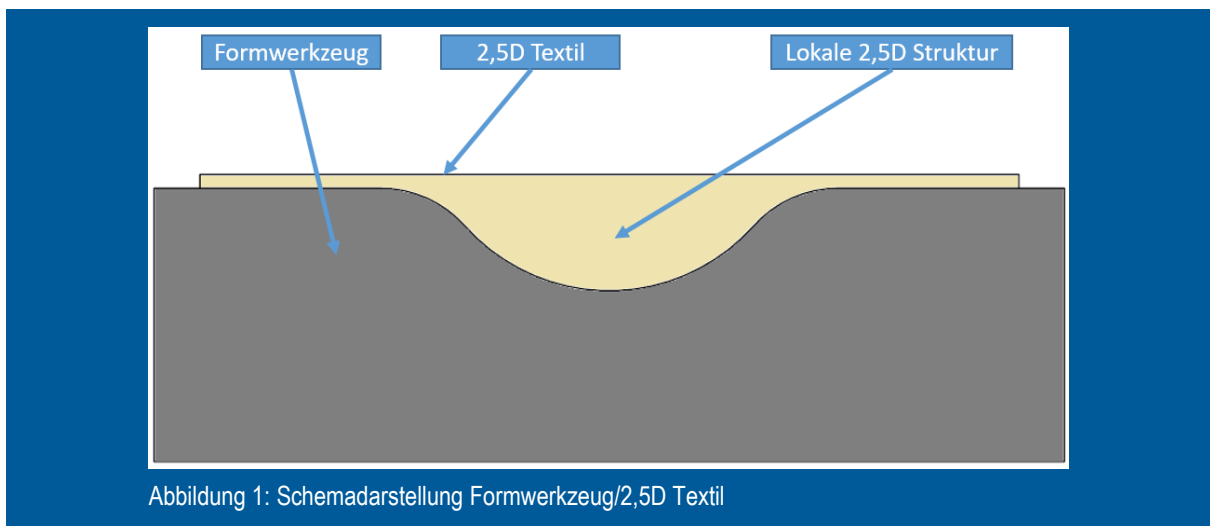 Formwerkzeug
2,5D Textil
Lokale 2,5D Struktur
Abbildung 1: Schemadarstellung Formwerkzeug/2,5D Textil